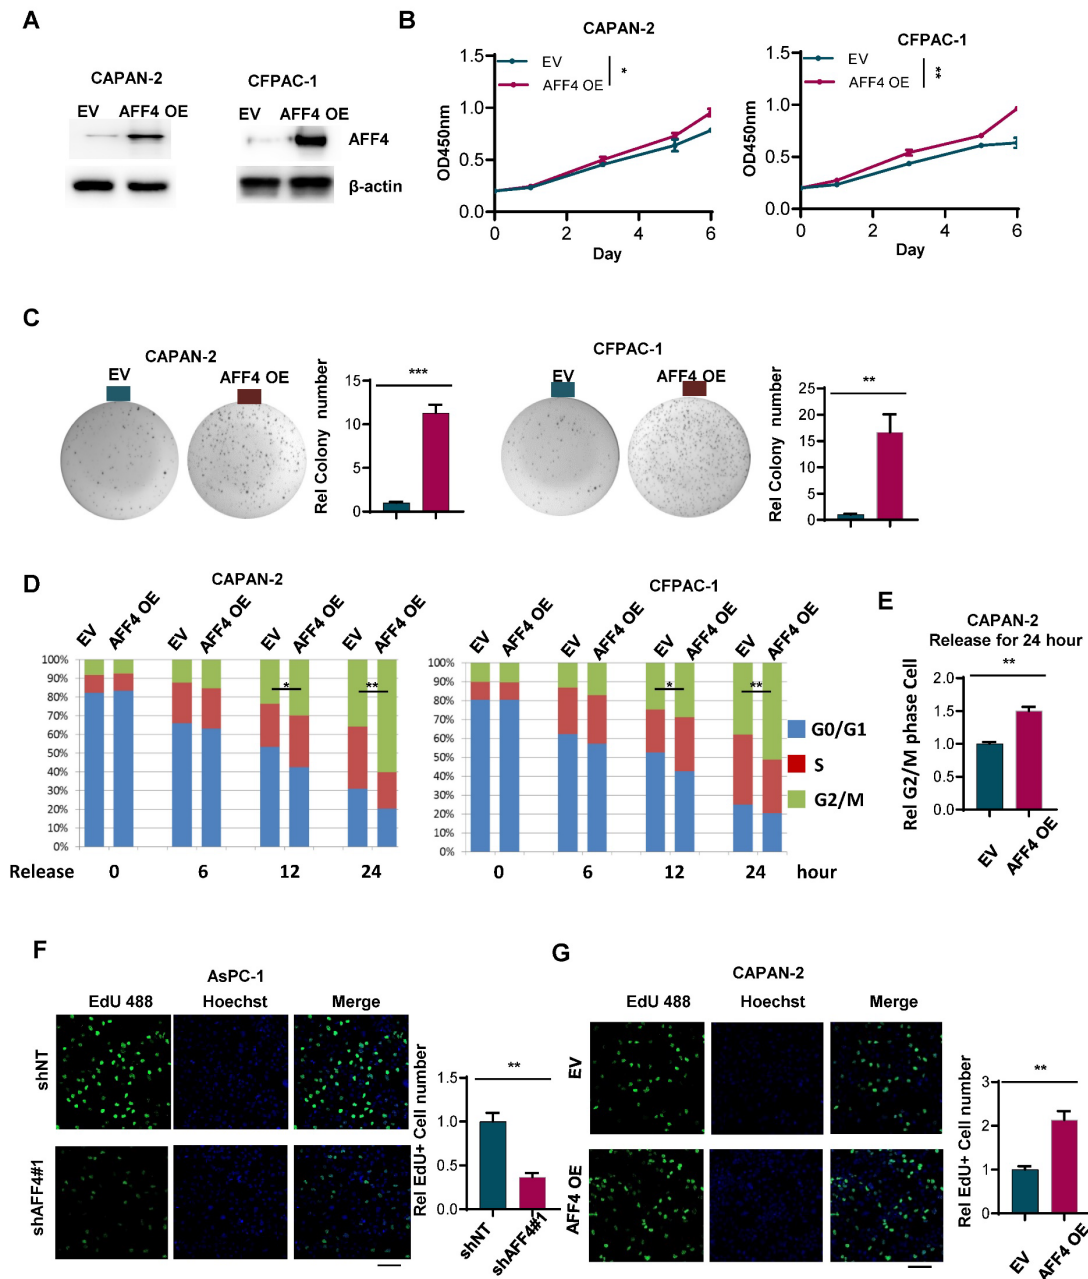 A
CAPAN-2
CFPAC-1
EV AFF4 OE
EV AFF4 OE
AFF4
β-actin
B
CAPAN-2
EV
AFF4 OE
*
OD450nm
1.5
1.0
0.5
0.0
0 2 4 6
Day
CFPAC-1
EV
AFF4 OE
**
OD450nm
1.5
1.0
0.5
0.0
0 2 4 6
Day
C
CAPAN-2
EV
AFF4 OE
Rel Colony number
15
10
5
0
***
CFPAC-1
EV
AFF4 OE
Rel Colony number
25
20
15
10
5
0
**
D
CAPAN-2
EV AFF4 OE EV AFF4 OE EV AFF4 OE EV AFF4 OE
100%
90%
80%
70%
60%
50%
40%
30%
20%
10%
0%
* **
Release 0 6 12 24
CFPAC-1
EV AFF4 OE EV AFF4 OE EV AFF4 OE EV AFF4 OE
100%
90%
80%
70%
60%
50%
40%
30%
20%
10%
0%
* **
0 6 12 24 hour
G0/G1
S
G2/M
E
CAPAN-2
Release for 24 hour
**
Rel G2/M phase Cell
2.0
1.5
1.0
0.5
0.0
EV AFF4 OE
F
AsPC-1
EdU 488 Hoechst Merge
shNT
shAFF4#1
Rel EdU+ Cell number
1.5
1.0
0.5
0.0
**
shNT shAFF4#1
G
CAPAN-2
EdU 488 Hoechst Merge
EV
AFF4 OE
Rel EdU+ Cell number
3
2
1
0
**
EV AFF4 OE